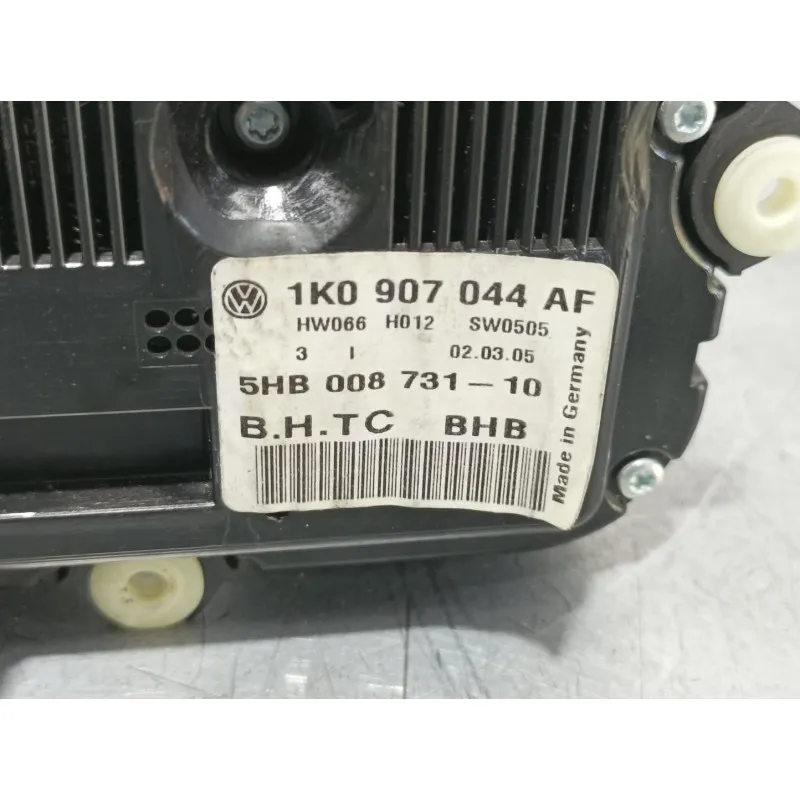 1K0 907 044 AF
HW066 H012 SW0505
3 I 02.03.05
5HB 008 731-10
B.H.TC BHB
Made in Germany